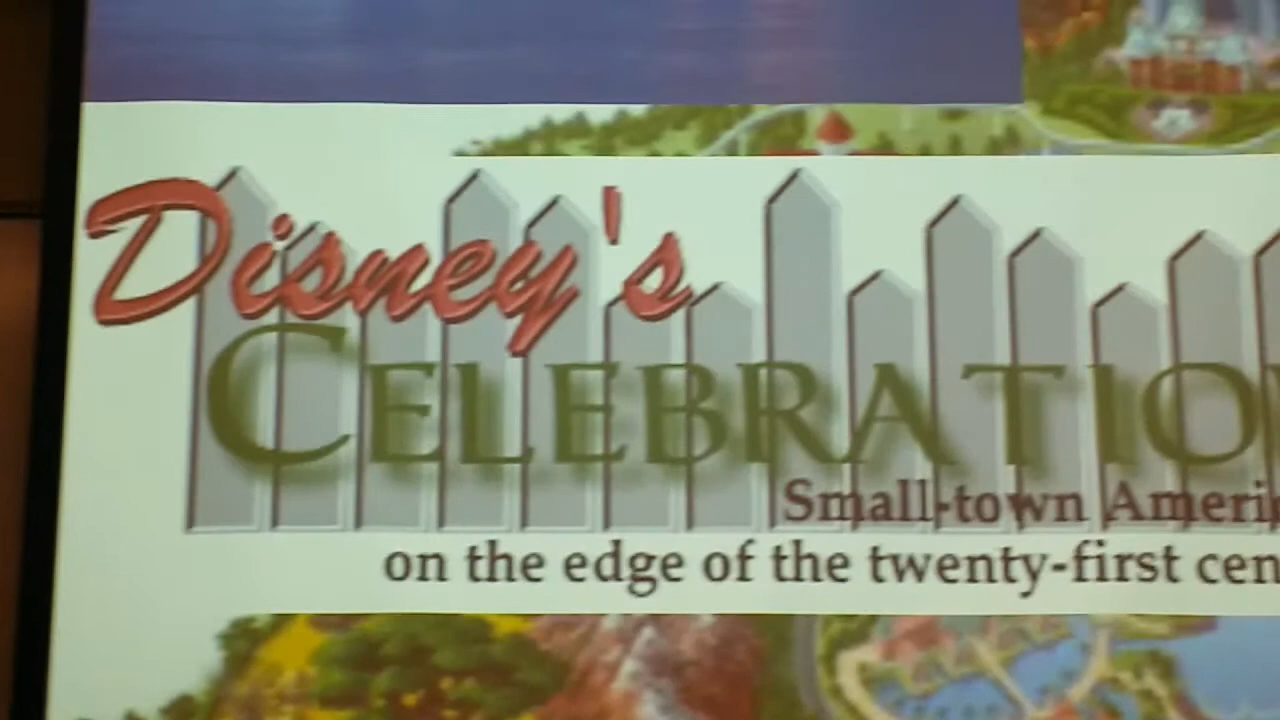 Disney's
CELEBRATIO
Small-town Ameri
on the edge of the twenty-first cen